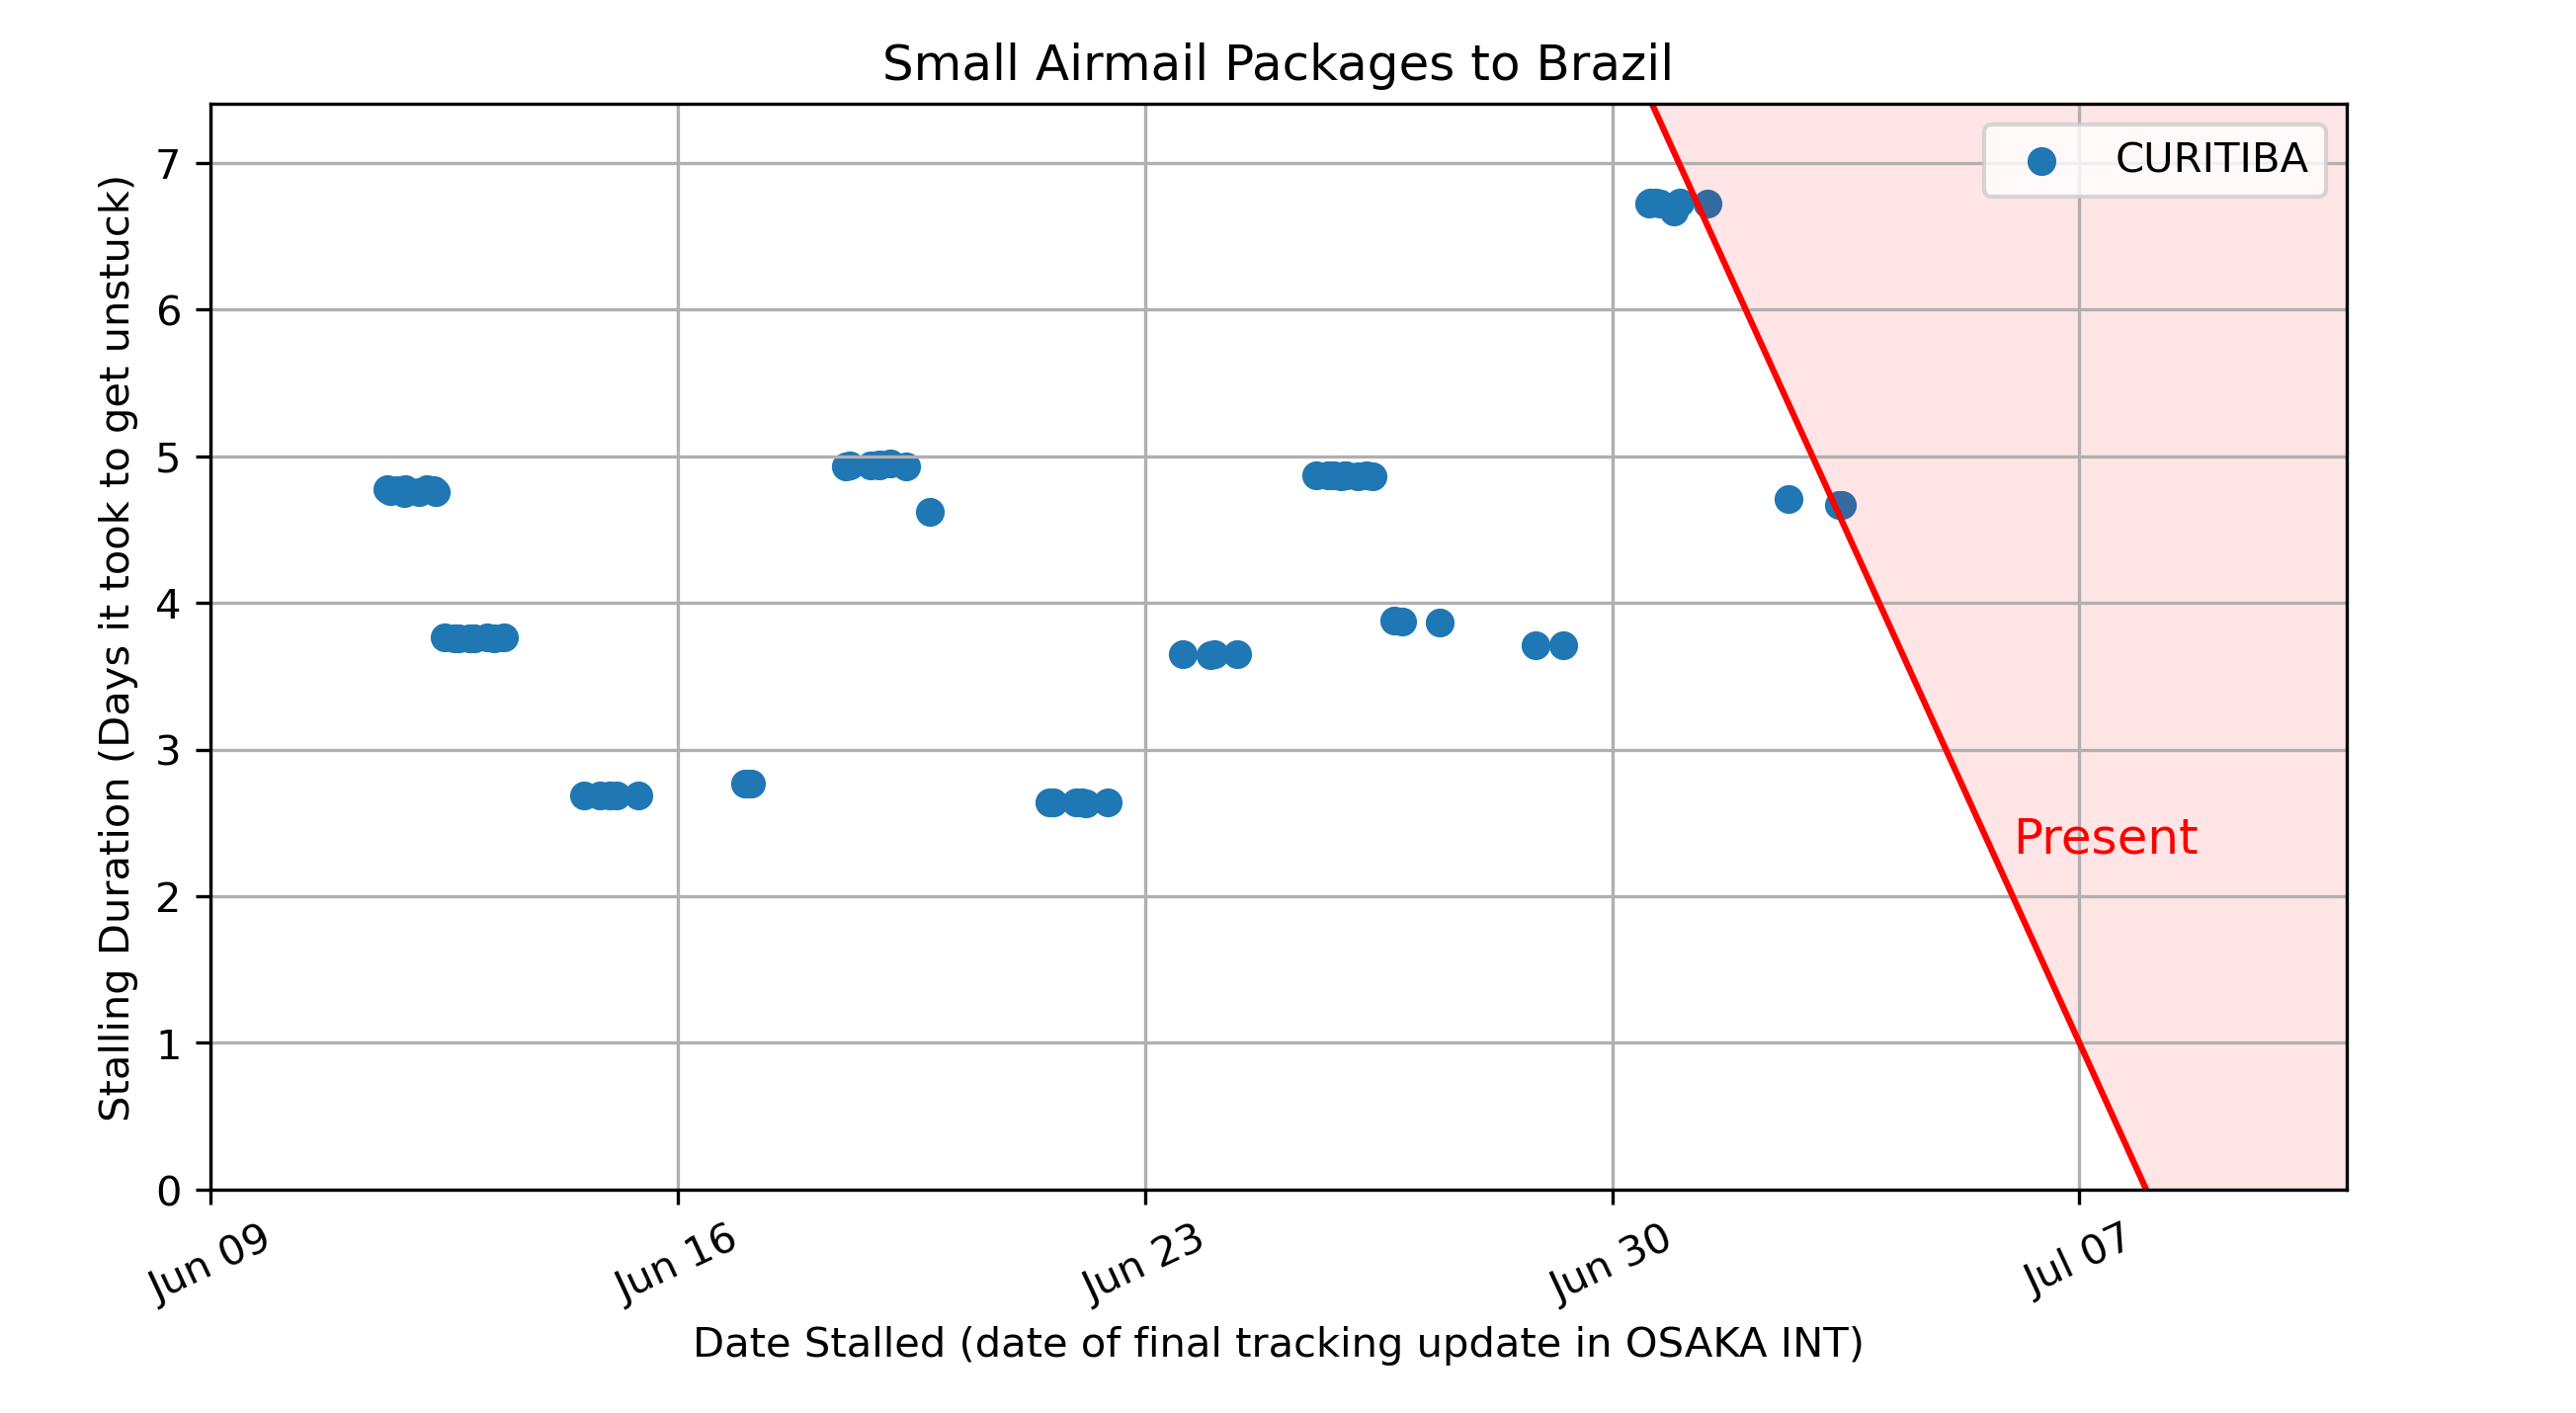 Small Airmail Packages to Brazil
CURITIBA
Stalling Duration (Days it took to get unstuck)
7
6
5
4
3
2
1
0
Present
Jun 09
Jun 16
Jun 23
Jun 30
Jul 07
Date Stalled (date of final tracking update in OSAKA INT)